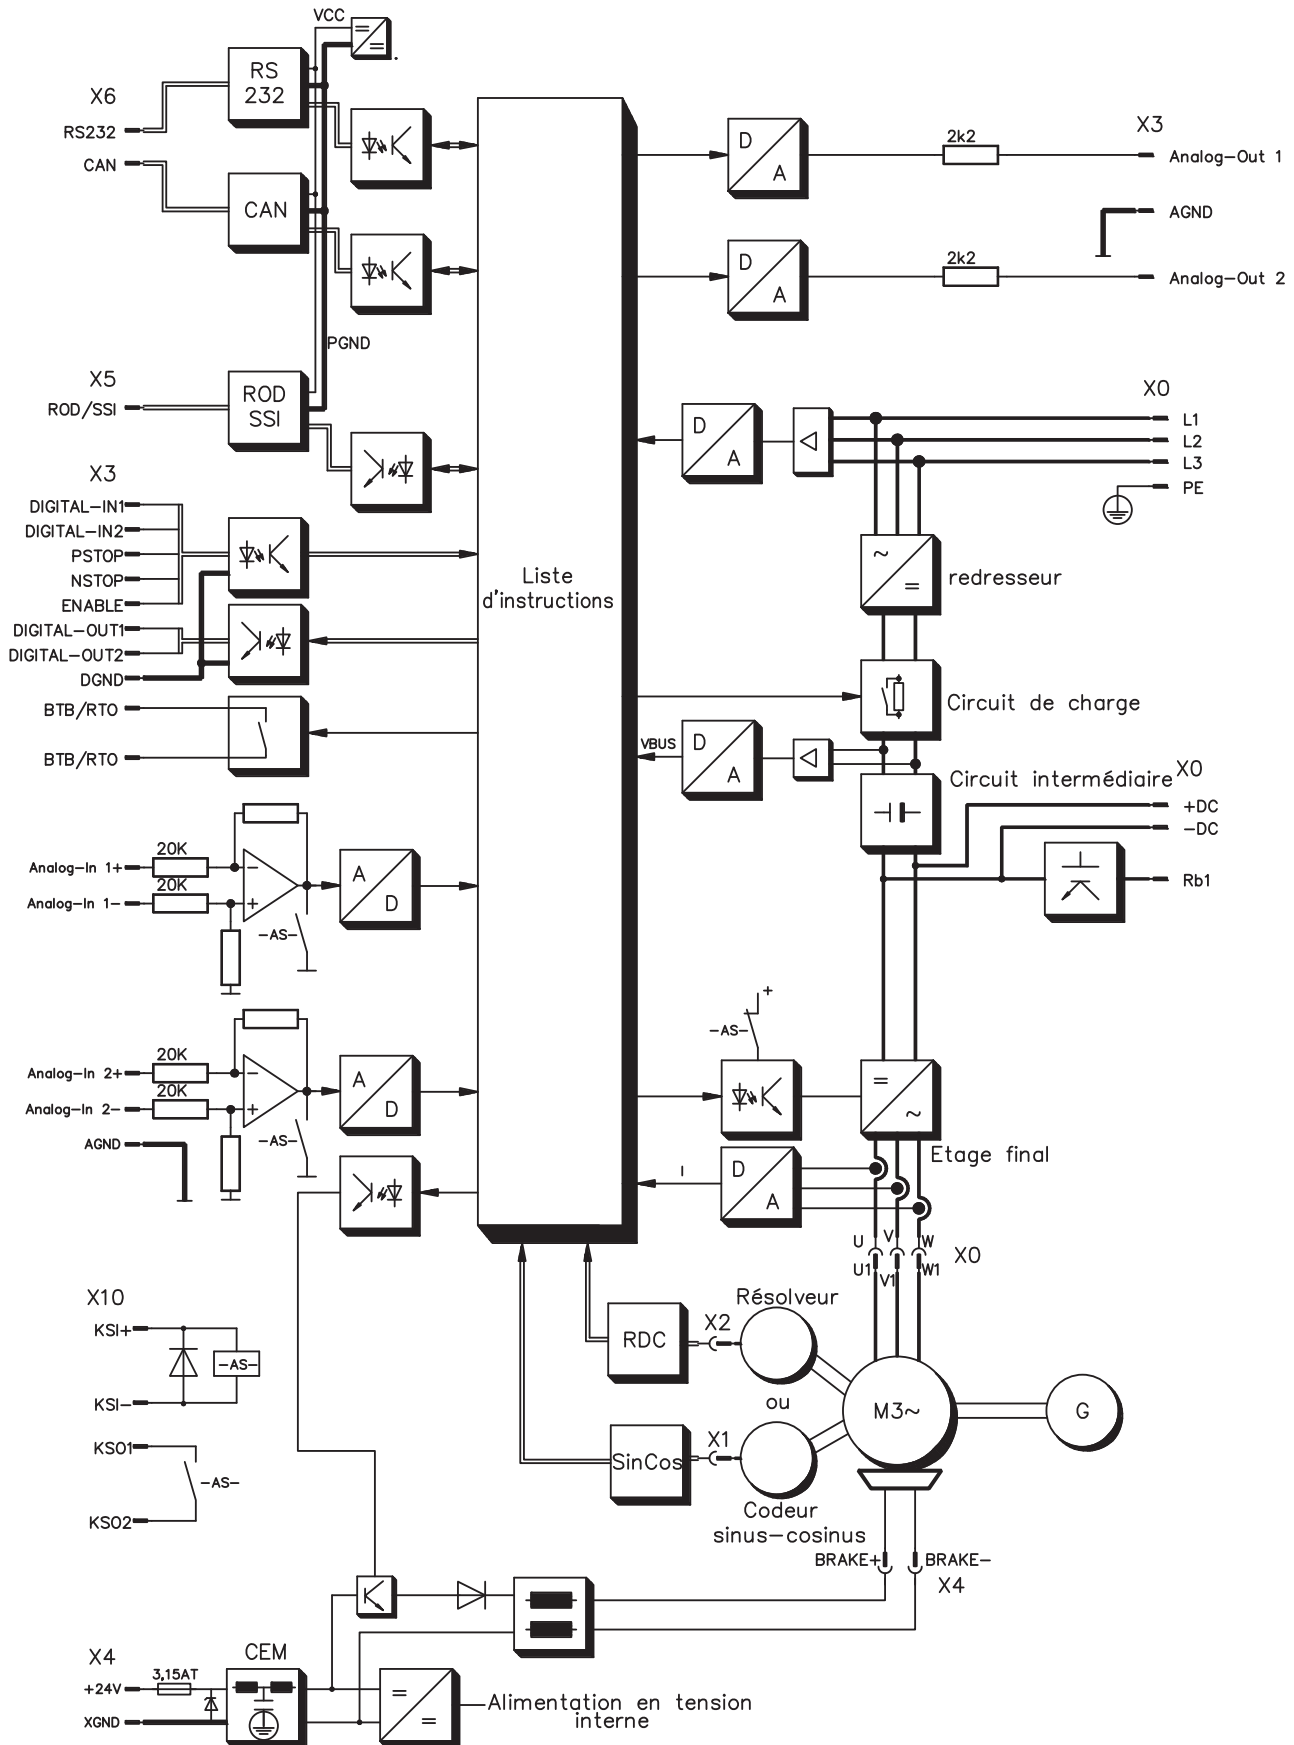 VCC
RS
232
X6
RS232
CAN
CAN
PGND
X5
ROD/SSI
ROD
SSI
X3
DIGITAL-IN1
DIGITAL-IN2
PSTOP
NSTOP
ENABLE
DIGITAL-OUT1
DIGITAL-OUT2
DGND
BTB/RTO
BTB/RTO
20K
Analog-In 1+
20K
Analog-In 1-
-AS-
A
D
20K
Analog-In 2+
20K
Analog-In 2-
AGND
-AS-
A
D
Liste
d'instructions
D
A
2k2
X3
Analog-Out 1
AGND
D
A
2k2
Analog-Out 2
X0
L1
L2
L3
PE
D
A
~
=
redresseur
Circuit de charge
VBUS
D
A
Circuit intermédiaire
X0
+DC
-DC
Rb1
+
-AS-
=
~
Etage final
I
D
A
U
V
W
X0
U1
V1
W1
Résolveur
X2
RDC
ou
M3~
G
X1
SinCos
Codeur
sinus-cosinus
BRAKE+
BRAKE-
X4
X10
KSI+
-AS-
KSI-
KSO1
-AS-
KSO2
X4
CEM
3,15AT
+24V
XGND
=
=
Alimentation en tension
interne